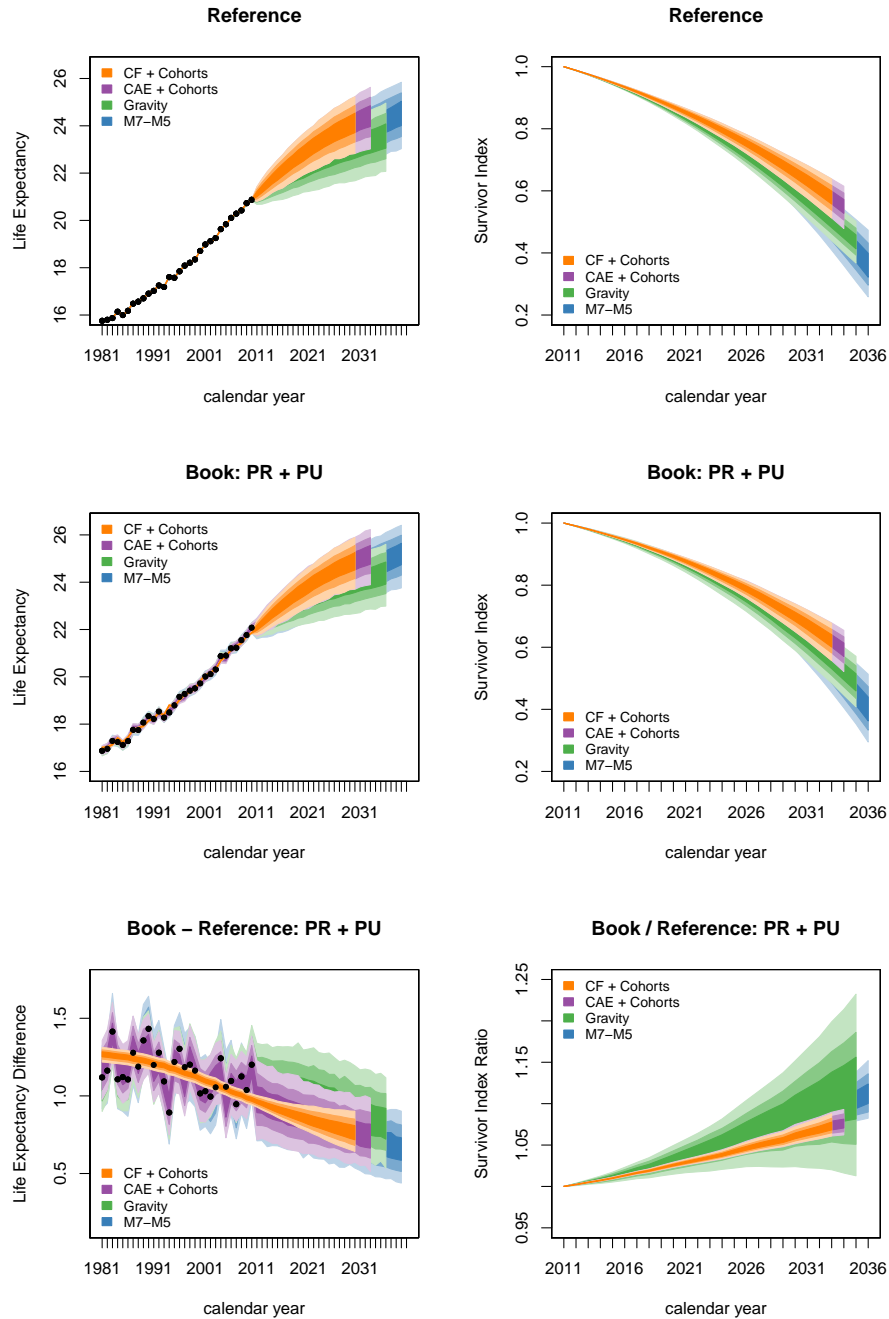 Reference
Life Expectancy
26
24
22
20
18
16
CF + Cohorts
CAE + Cohorts
Gravity
M7−M5
1981 1991 2001 2011 2021 2031
calendar year
Reference
Survivor Index
1.0
0.8
0.6
0.4
0.2
CF + Cohorts
CAE + Cohorts
Gravity
M7−M5
2011 2016 2021 2026 2031 2036
calendar year
Book: PR + PU
Life Expectancy
26
24
22
20
18
16
CF + Cohorts
CAE + Cohorts
Gravity
M7−M5
1981 1991 2001 2011 2021 2031
calendar year
Book: PR + PU
Survivor Index
1.0
0.8
0.6
0.4
0.2
CF + Cohorts
CAE + Cohorts
Gravity
M7−M5
2011 2016 2021 2026 2031 2036
calendar year
Book − Reference: PR + PU
Life Expectancy Difference
1.5
1.0
0.5
CF + Cohorts
CAE + Cohorts
Gravity
M7−M5
1981 1991 2001 2011 2021 2031
calendar year
Book / Reference: PR + PU
Survivor Index Ratio
1.25
1.15
1.05
0.95
CF + Cohorts
CAE + Cohorts
Gravity
M7−M5
2011 2016 2021 2026 2031 2036
calendar year